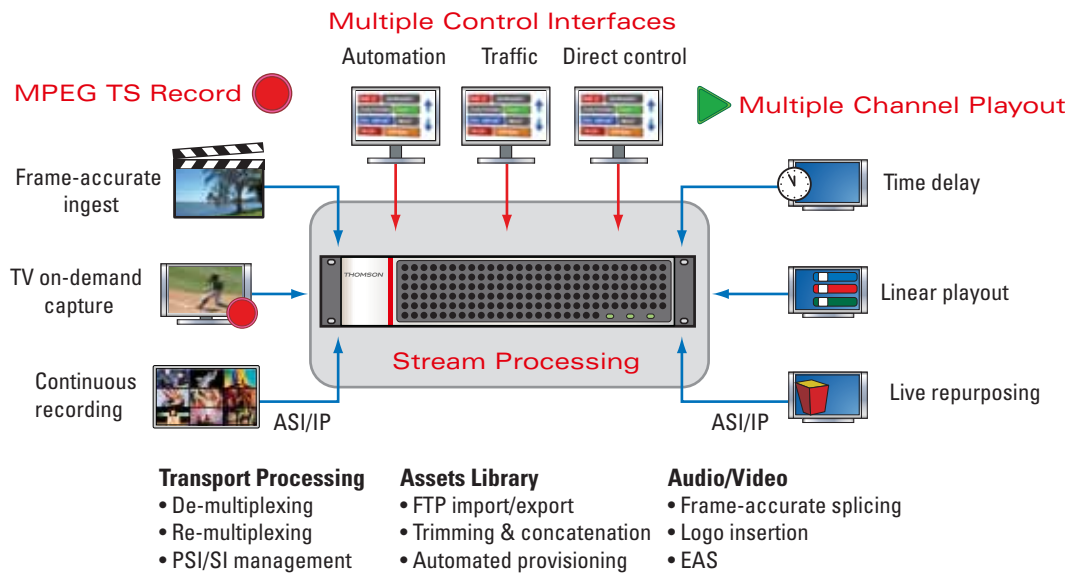 Multiple Control Interfaces
Automation
Traffic
Direct control
MPEG TS Record
Multiple Channel Playout
Frame-accurate
ingest
Time delay
TV on-demand
capture
THOMSON
Linear playout
Stream Processing
Continuous
recording
ASI/IP
ASI/IP
Live repurposing
Transport Processing
• De-multiplexing
• Re-multiplexing
• PSI/SI management
Assets Library
• FTP import/export
• Trimming & concatenation
• Automated provisioning
Audio/Video
• Frame-accurate splicing
• Logo insertion
• EAS